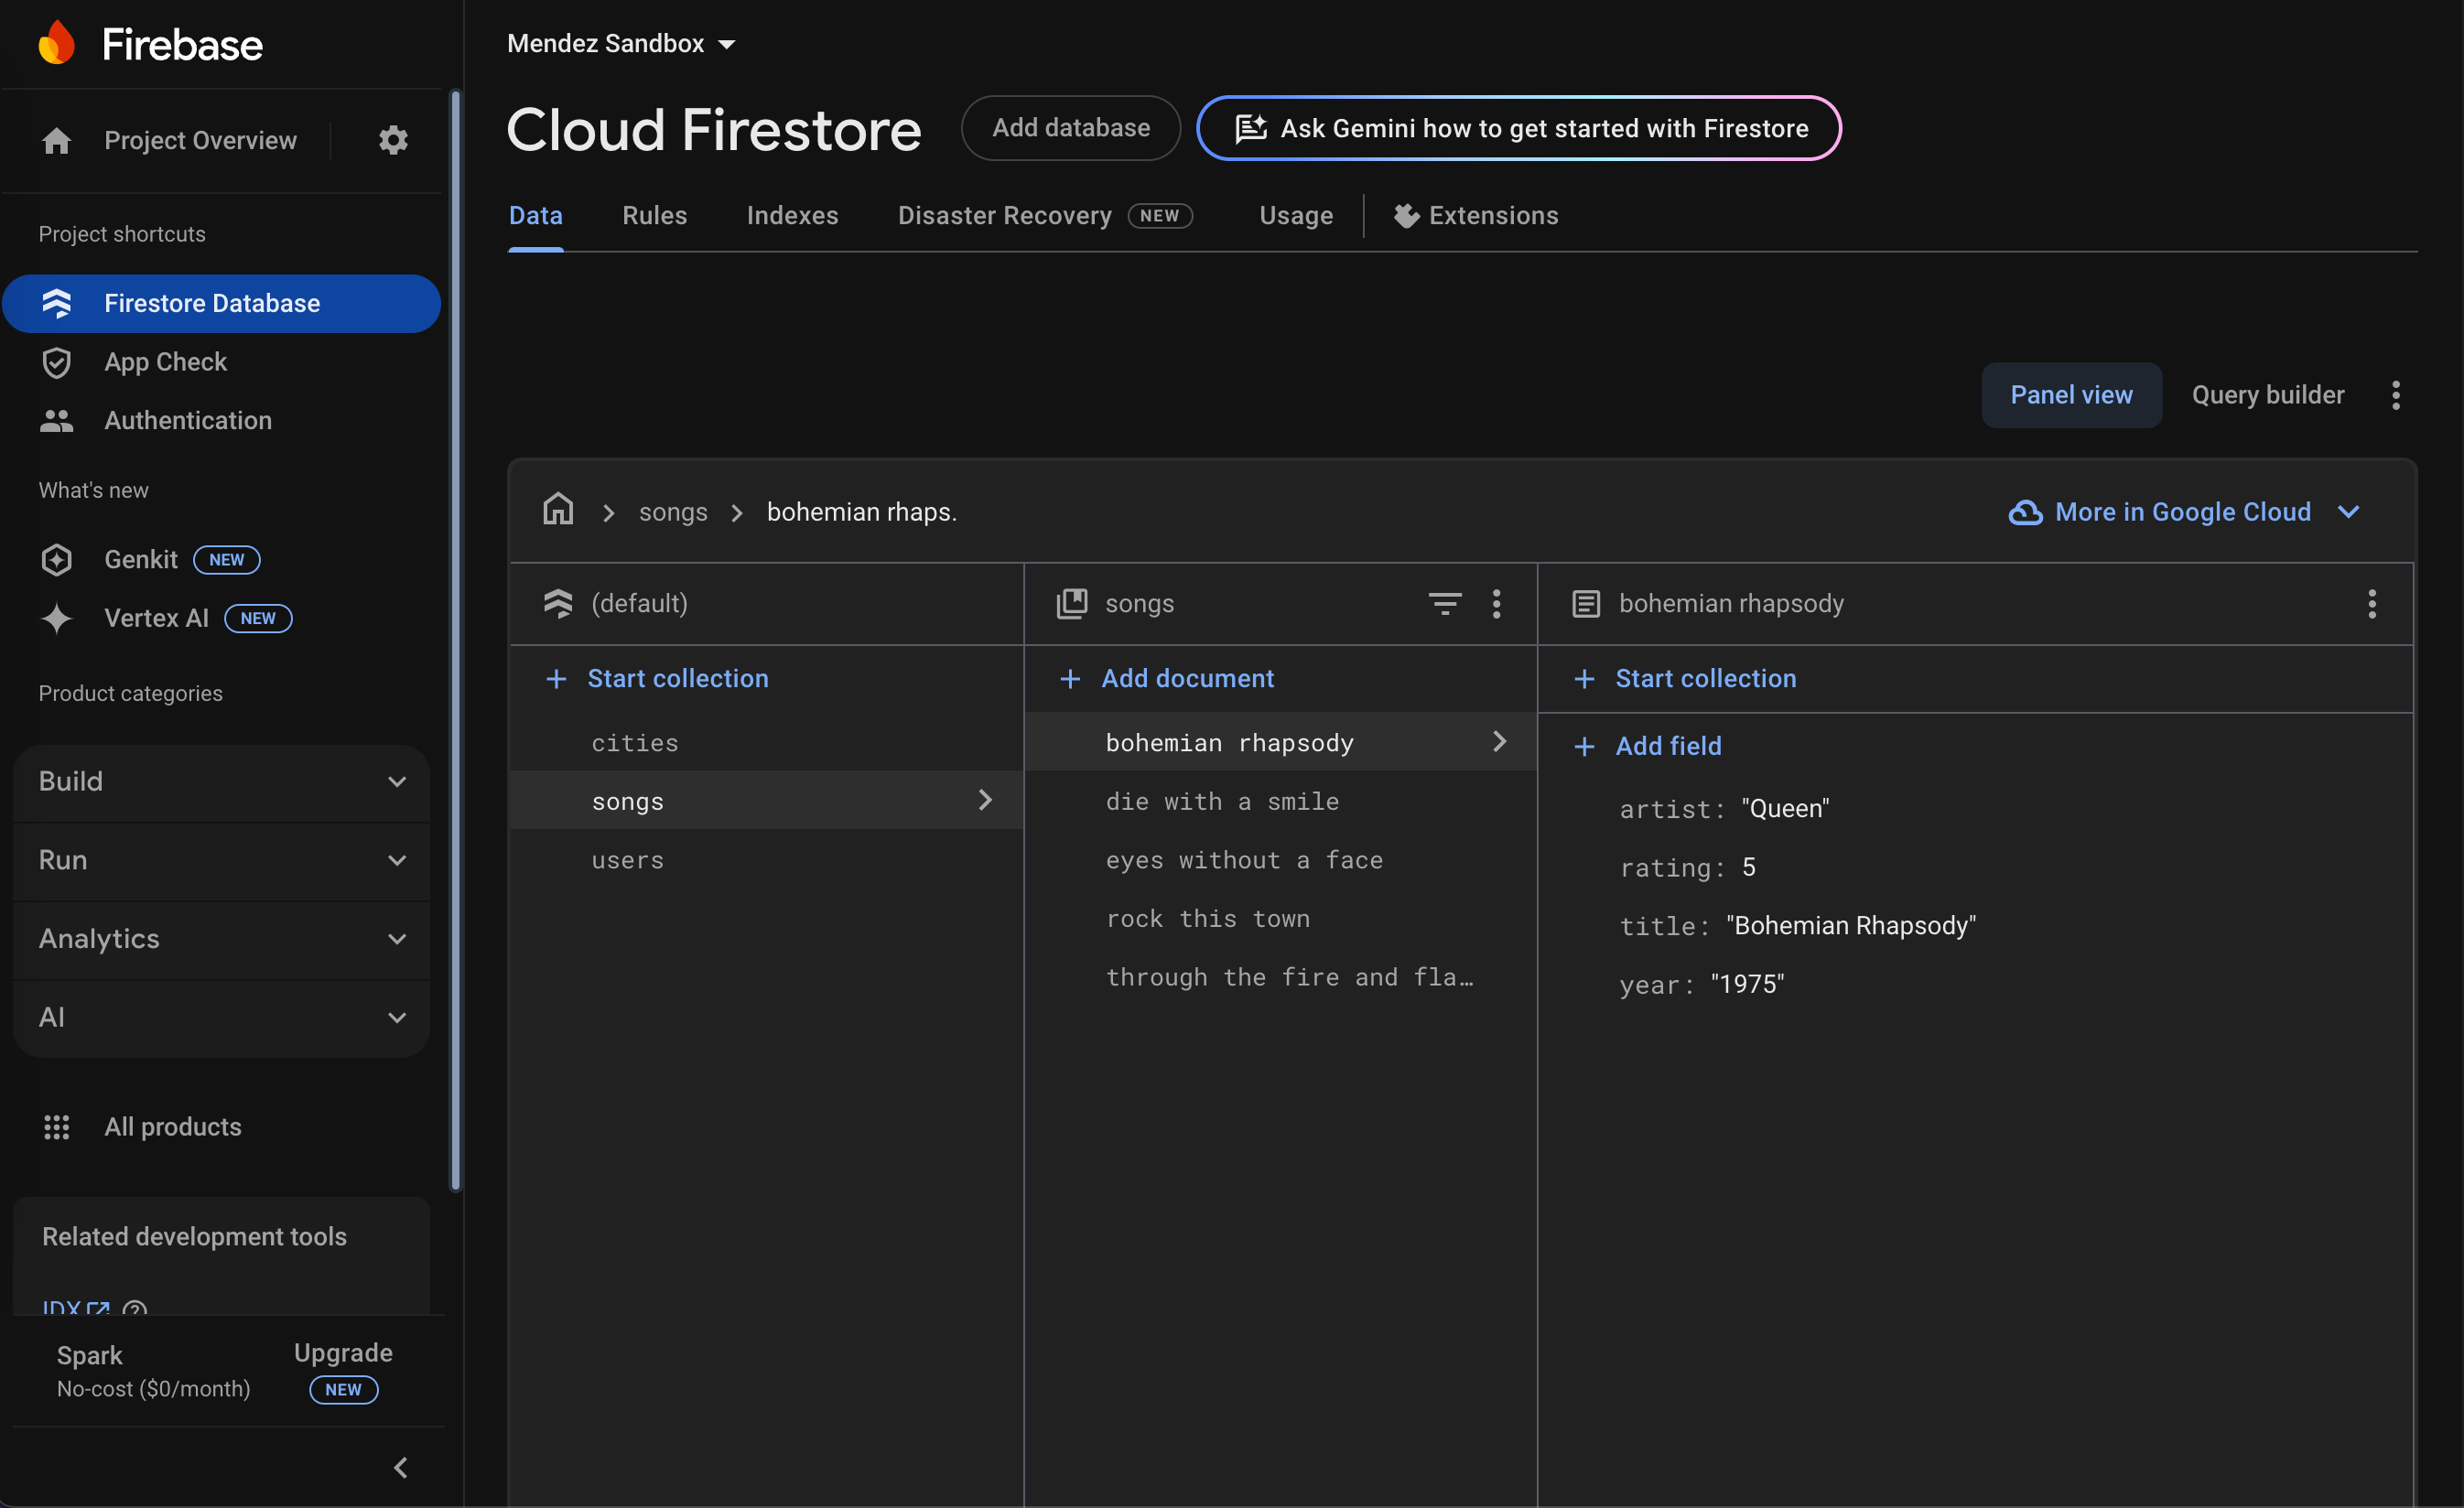 Firebase
Project Overview
Project shortcuts
Firestore Database
App Check
Authentication
What's new
Genkit NEW
Vertex AI NEW
Product categories
Build
Run
Analytics
AI
All products
Related development tools
IDX
Spark
No-cost ($0/month)
Upgrade
NEW
Mendez Sandbox
Cloud Firestore
Add database
Ask Gemini how to get started with Firestore
Data
Rules
Indexes
Disaster Recovery NEW
Usage
Extensions
Panel view
Query builder
songs
bohemian rhaps.
More in Google Cloud
(default)
Start collection
cities
songs
users
songs
Add document
bohemian rhapsody
die with a smile
eyes without a face
rock this town
through the fire and fla…
bohemian rhapsody
Start collection
Add field
artist: "Queen"
rating: 5
title: "Bohemian Rhapsody"
year: "1975"